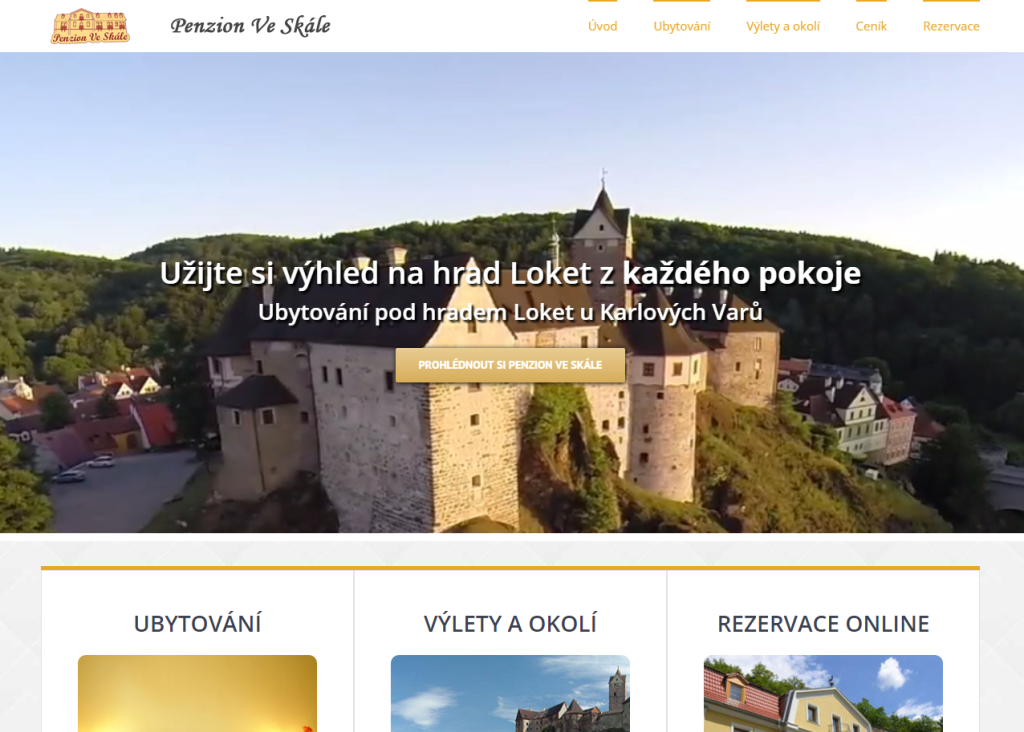 Penzion Ve Skále
Penzion Ve Skále
Úvod
Ubytování
Výlety a okolí
Ceník
Rezervace
Užijte si výhled na hrad Loket z každého pokoje
Ubytování pod hradem Loket u Karlových Varů
PROHLÉDNOUT SI PENZION VE SKÁLE
UBYTOVÁNÍ
VÝLETY A OKOLÍ
REZERVACE ONLINE